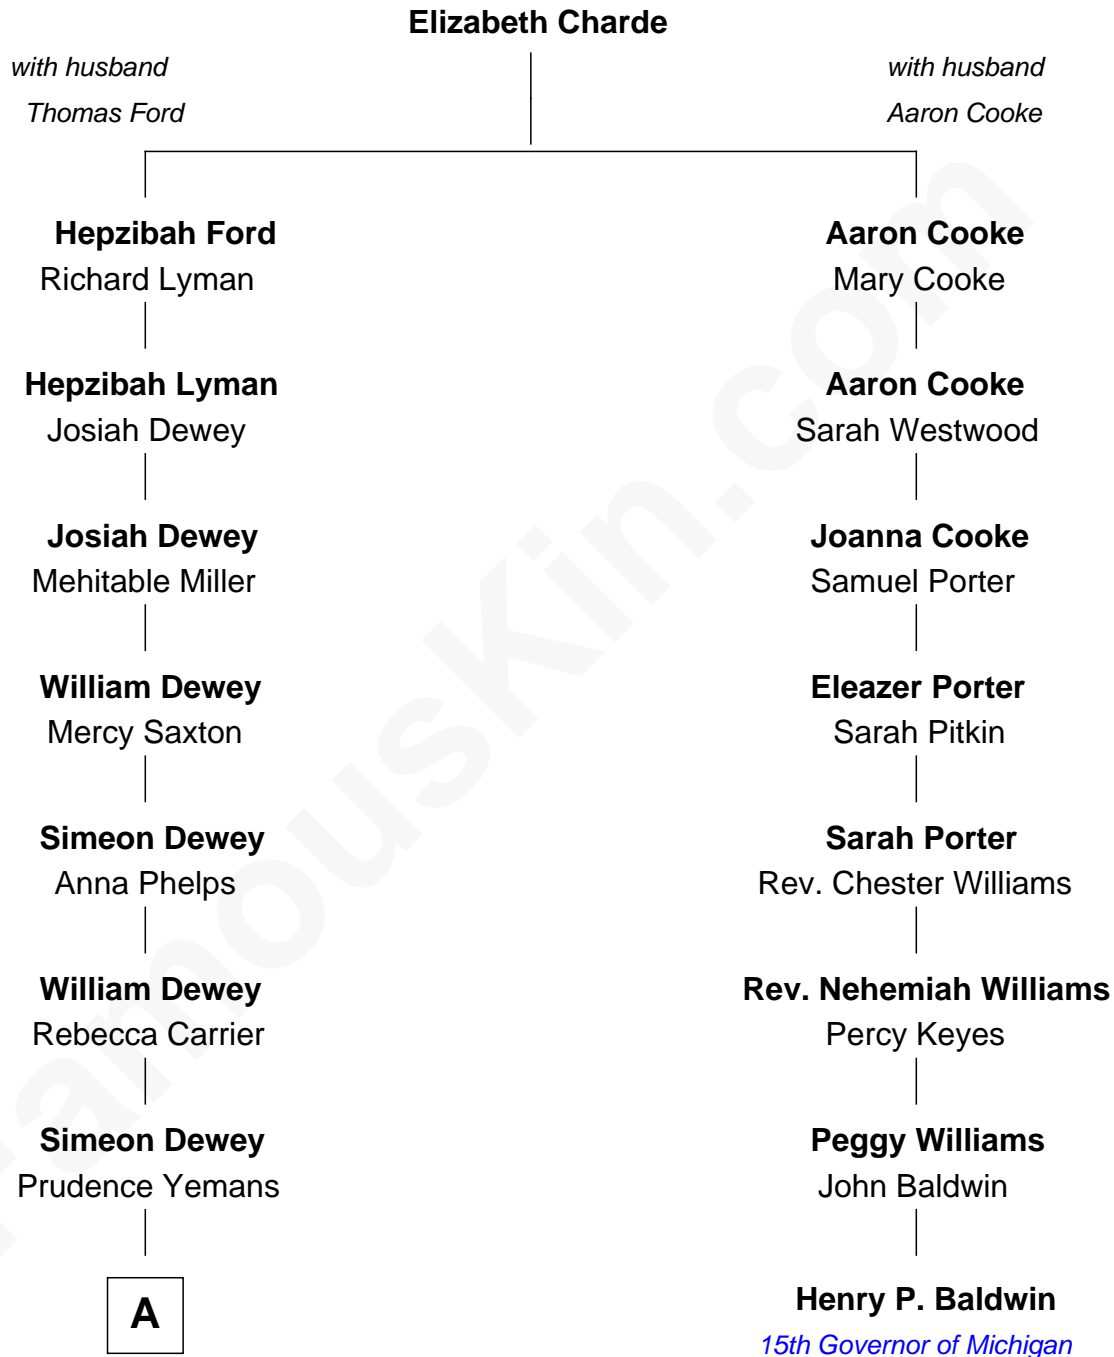 Elizabeth Charde
with husband
Thomas Ford
with husband
Aaron Cooke
Hepzibah Ford
Richard Lyman
Aaron Cooke
Mary Cooke
Hepzibah Lyman
Josiah Dewey
Aaron Cooke
Sarah Westwood
Josiah Dewey
Mehitable Miller
Joanna Cooke
Samuel Porter
William Dewey
Mercy Saxton
Eleazer Porter
Sarah Pitkin
Simeon Dewey
Anna Phelps
Sarah Porter
Rev. Chester Williams
William Dewey
Rebecca Carrier
Rev. Nehemiah Williams
Percy Keyes
Simeon Dewey
Prudence Yemans
Peggy Williams
John Baldwin
A
Henry P. Baldwin
15th Governor of Michigan
FamousKin.com